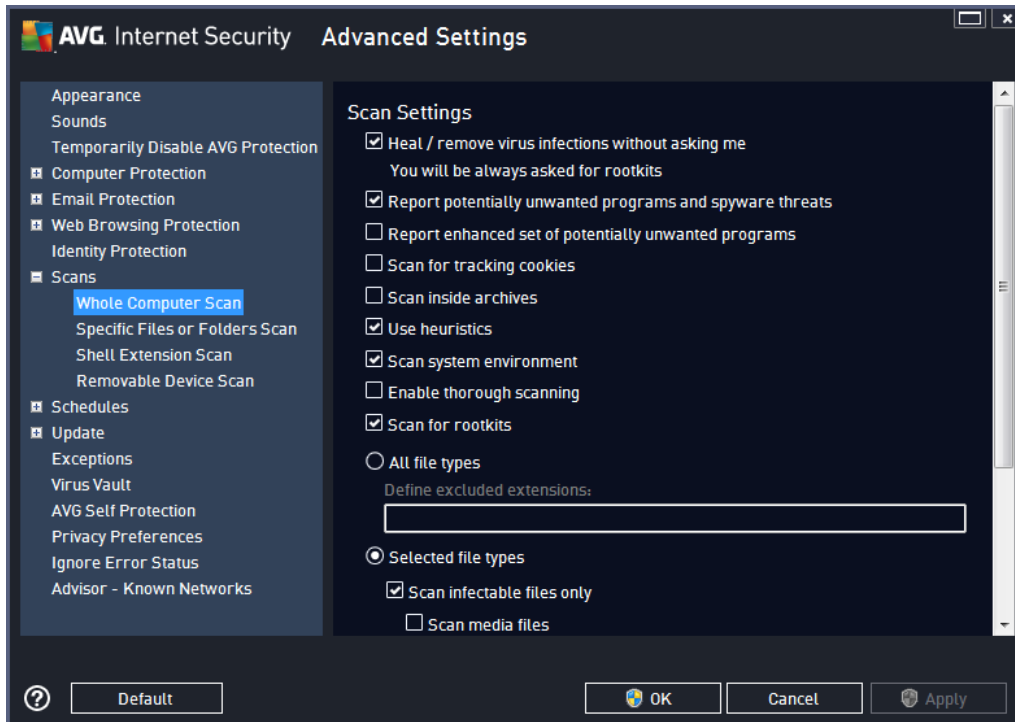 AVG. Internet Security Advanced Settings
Appearance
Sounds
Temporarily Disable AVG Protection
Computer Protection
Email Protection
Web Browsing Protection
Identity Protection
Scans
Whole Computer Scan
Specific Files or Folders Scan
Shell Extension Scan
Removable Device Scan
Schedules
Update
Exceptions
Virus Vault
AVG Self Protection
Privacy Preferences
Ignore Error Status
Advisor - Known Networks
Scan Settings
Heal / remove virus infections without asking me
You will be always asked for rootkits
Report potentially unwanted programs and spyware threats
Report enhanced set of potentially unwanted programs
Scan for tracking cookies
Scan inside archives
Use heuristics
Scan system environment
Enable thorough scanning
Scan for rootkits
All file types
Define excluded extensions:
Selected file types
Scan infectable files only
Scan media files
? Default OK Cancel Apply